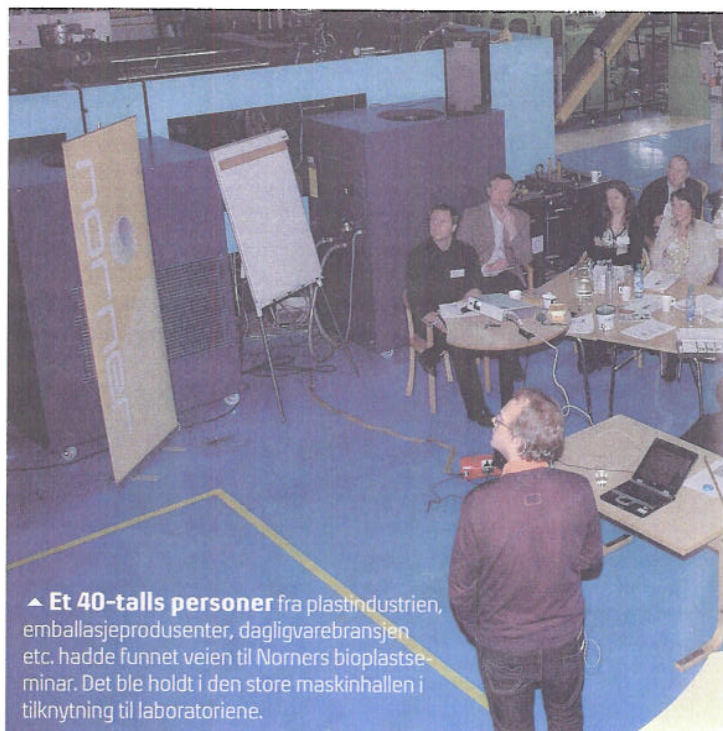 norner
▲ Et 40-talls personer fra plastindustrien,
emballasjeprodusenter, dagligvarebransjen
etc. hadde funnet veien til Norners bioplastse-
minar. Det ble holdt i den store maskinhallen i
tilknytning til laboratoriene.